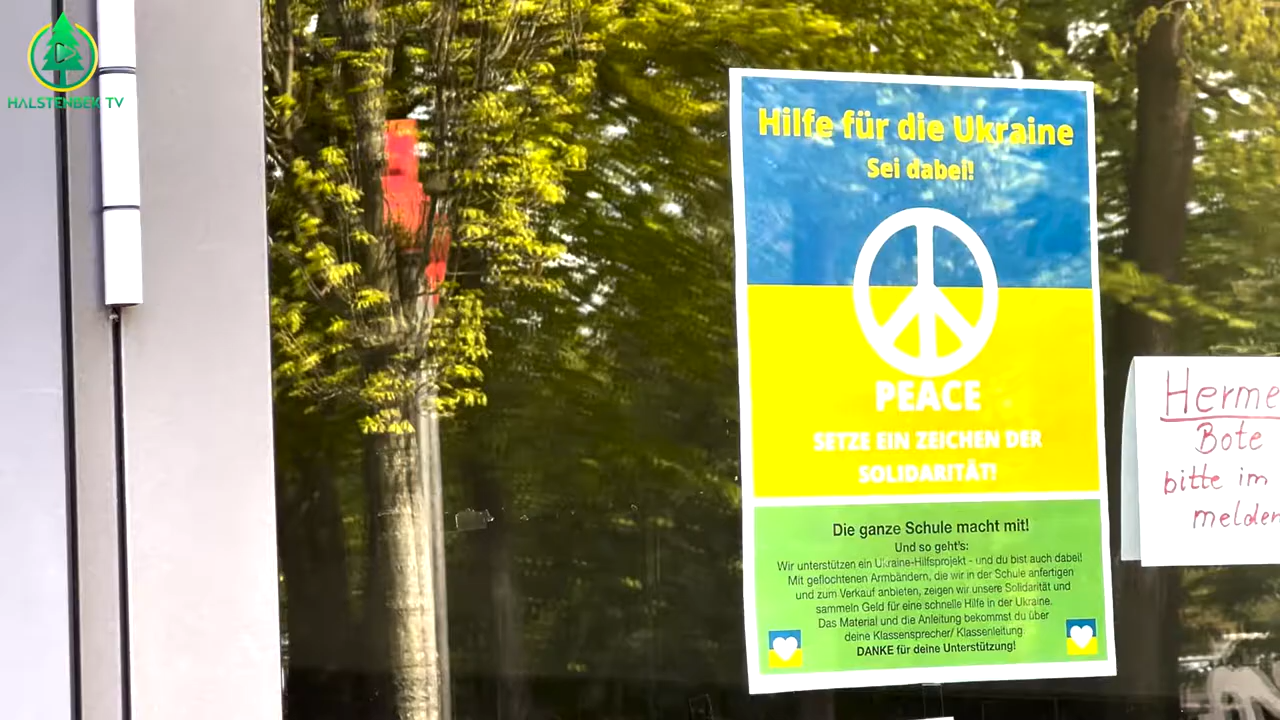 HALSTENBEK TV
Hilfe für die Ukraine
Sei dabei!
PEACE
SETZE EIN ZEICHEN DER
SOLIDARITÄT!
Die ganze Schule macht mit!
Und so geht's:
Wir unterstützen ein Ukraine-Hilfsprojekt - und du bist auch dabei!
Mit geflochtenen Armbändern, die wir in der Schule anfertigen
und zum Verkauf anbieten, zeigen wir unsere Solidarität und
sammeln Geld für eine schnelle Hilfe in der Ukraine.
Das Material und die Anleitung bekommst du über
deine Klassensprecher/ Klassenleitung.
DANKE für deine Unterstützung!
Herme
Bote
bitte im
melden